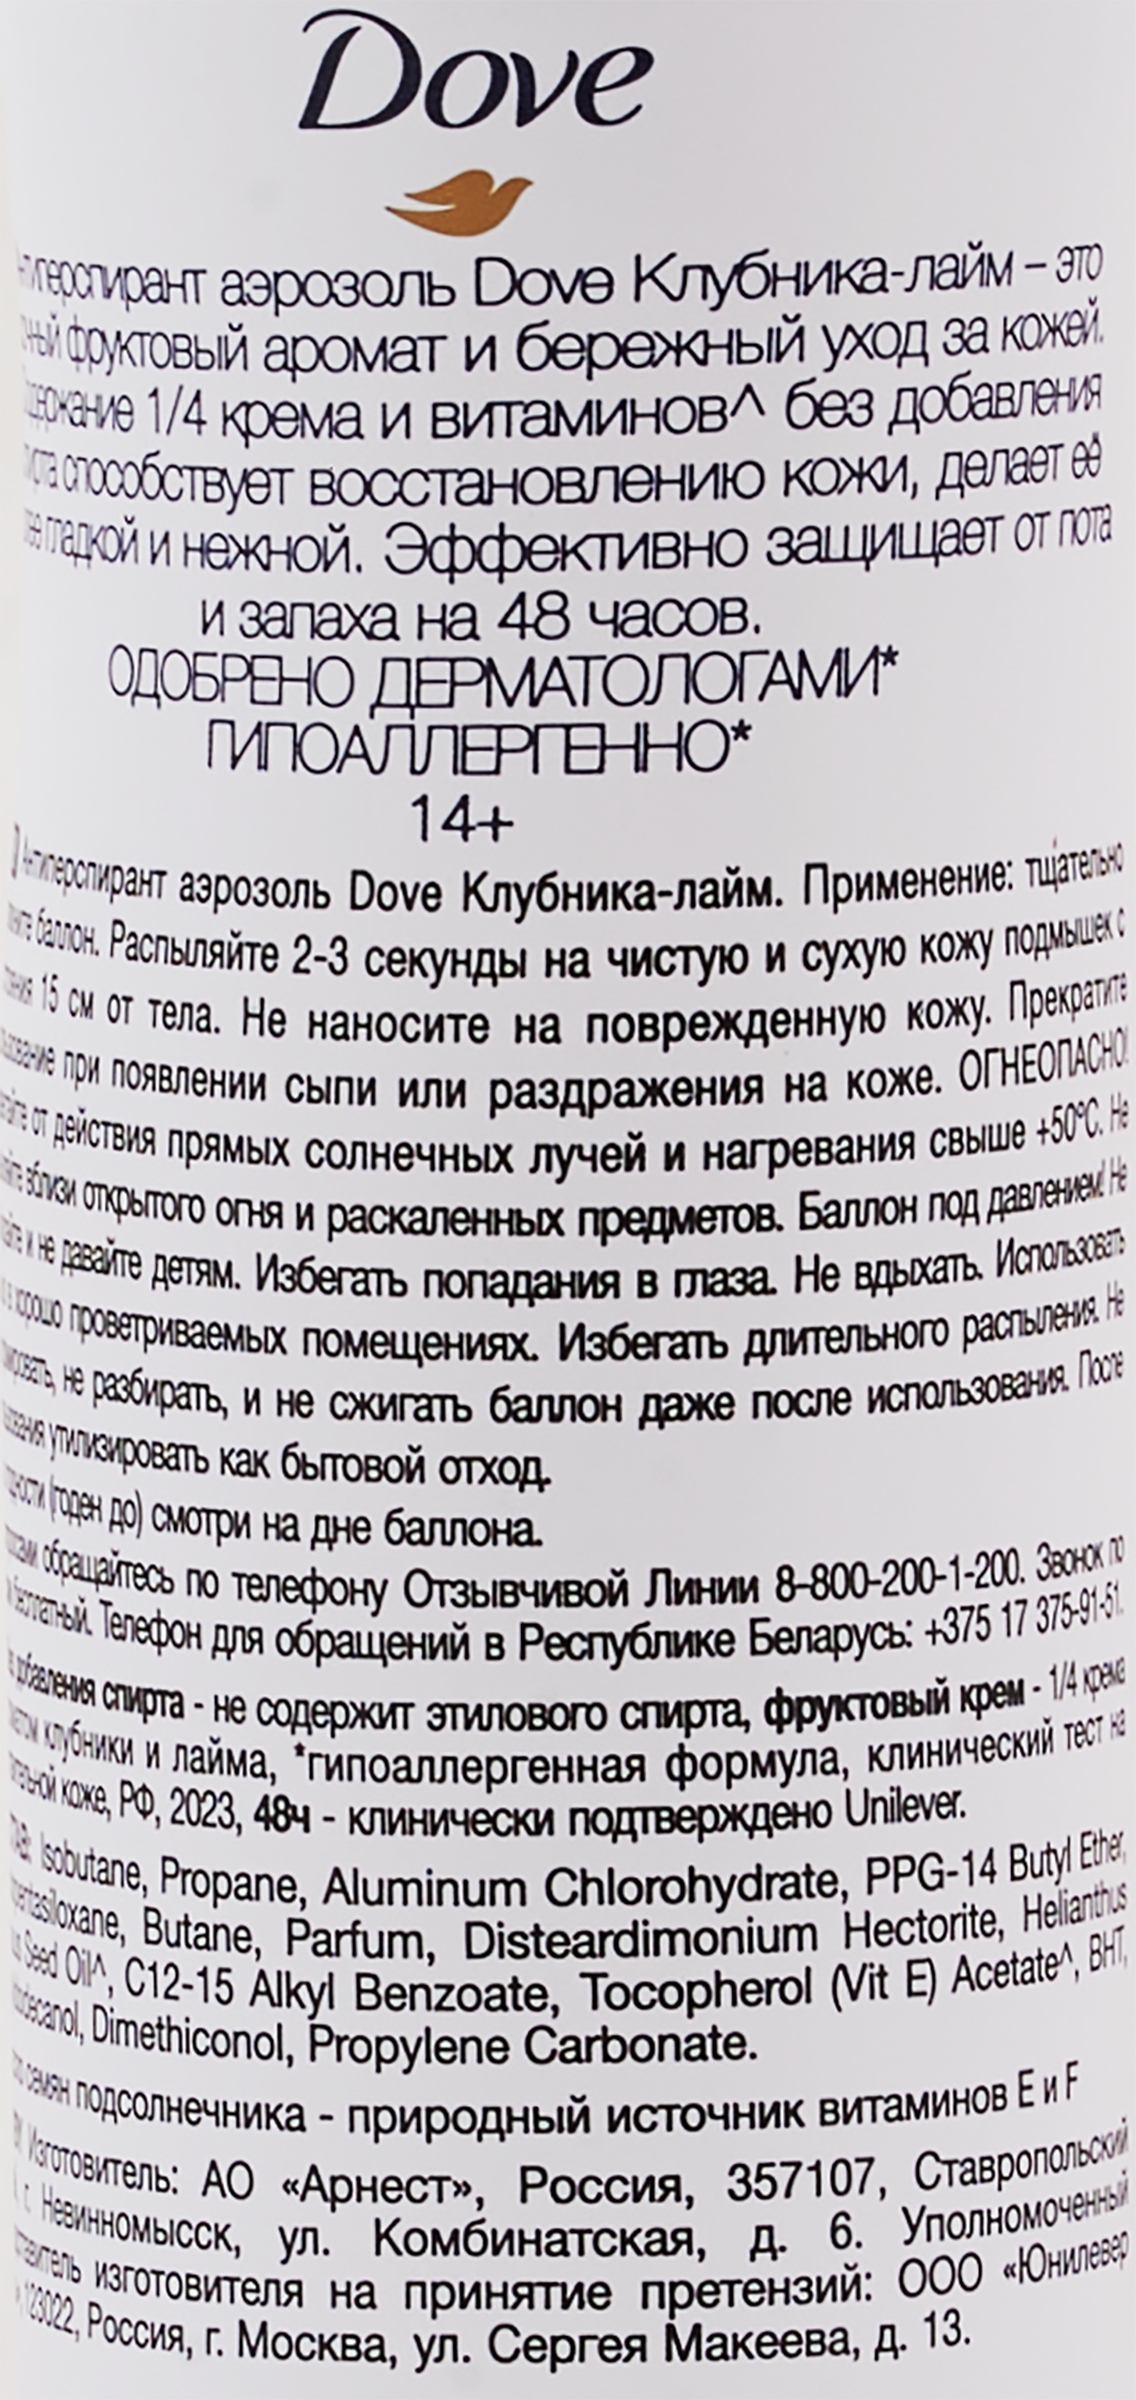 Dove
Антиперспирант аэрозоль Dove Клубника-лайм – это
фруктовый аромат и бережный уход за кожей.
Содержание 1/4 крема и витаминов^ без добавления
способствует восстановлению кожи, делает её
гладкой и нежной. Эффективно защищает от пота
и запаха на 48 часов.
ОДОБРЕНО ДЕРМАТОЛОГАМИ*
ГИПОАЛЛЕРГЕННО*
14+
Антиперспирант аэрозоль Dove Клубника-лайм. Применение: тщательно
баллон. Распыляйте 2-3 секунды на чистую и сухую кожу подмышек с
15 см от тела. Не наносите на поврежденную кожу. Прекратите
при появлении сыпи или раздражения на коже. ОГНЕОПАСНО!
от действия прямых солнечных лучей и нагревания свыше +50°C. Не
вблизи открытого огня и раскаленных предметов. Баллон под давлением! Не
и не давайте детям. Избегать попадания в глаза. Не вдыхать. Использовать
в хорошо проветриваемых помещениях. Избегать длительного распыления. Не
не разбирать, и не сжигать баллон даже после использования. После
утилизировать как бытовой отход.
(годен до) смотри на дне баллона.
обращайтесь по телефону Отзывчивой Линии 8-800-200-1-200. Звонок по
бесплатный. Телефон для обращений в Республике Беларусь: +375 17 375-91-51.
добавления спирта - не содержит этилового спирта, фруктовый крем - 1/4 крема
клубники и лайма, *гипоаллергенная формула, клинический тест на
коже, РФ, 2023, 48ч - клинически подтверждено Unilever.
Isobutane, Propane, Aluminum Chlorohydrate, PPG-14 Butyl Ether,
Butane, Parfum, Disteardimonium Hectorite, Helianthus
Seed Oil^, C12-15 Alkyl Benzoate, Tocopherol (Vit E) Acetate^, BHT,
Dimethiconol, Propylene Carbonate.
семян подсолнечника - природный источник витаминов E и F
Изготовитель: АО «Арнест», Россия, 357107, Ставропольский
г. Невинномысск, ул. Комбинатская, д. 6. Уполномоченный
изготовителя на принятие претензий: ООО «Юнилевер
123022, Россия, г. Москва, ул. Сергея Макеева, д. 13.